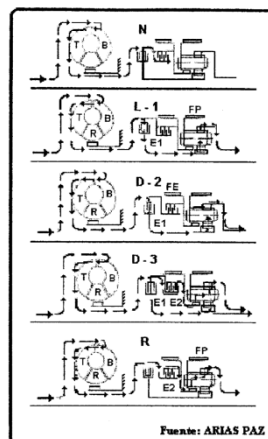 N
T B
L - 1
FP
T B
R
E1
D - 2
FE
T B
R
E1
D - 3
T B
R
E1 E2
R
FP
T B
R
E2
Fuente: ARIAS PAZ